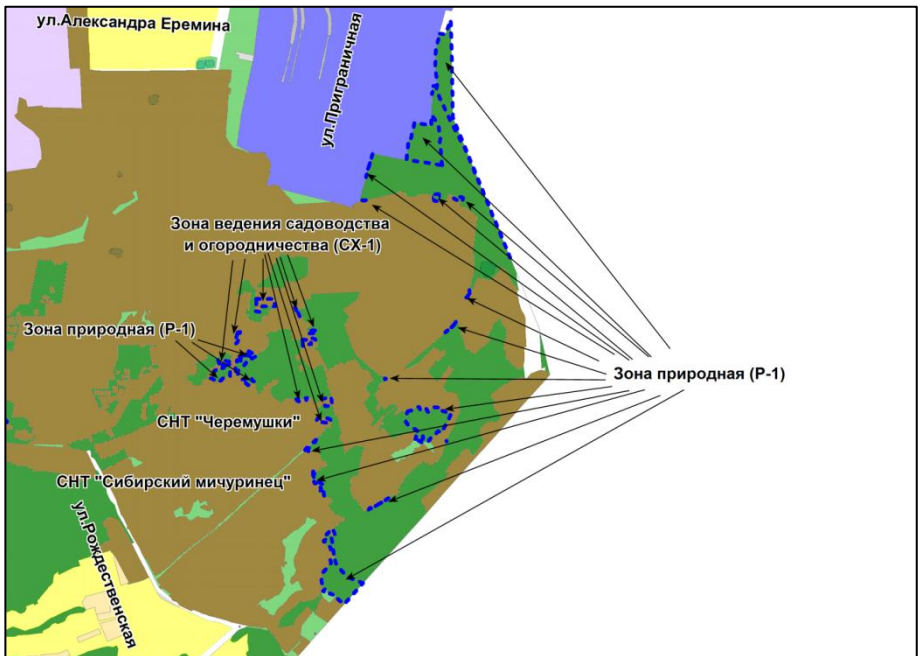 ул.Александра Еремина
ул.Приграничная
Зона ведения садоводства
и огородничества (СХ-1)
Зона природная (Р-1)
Зона природная (Р-1)
СНТ "Черемушки"
СНТ "Сибирский мичуринец"
ул.Рождественская